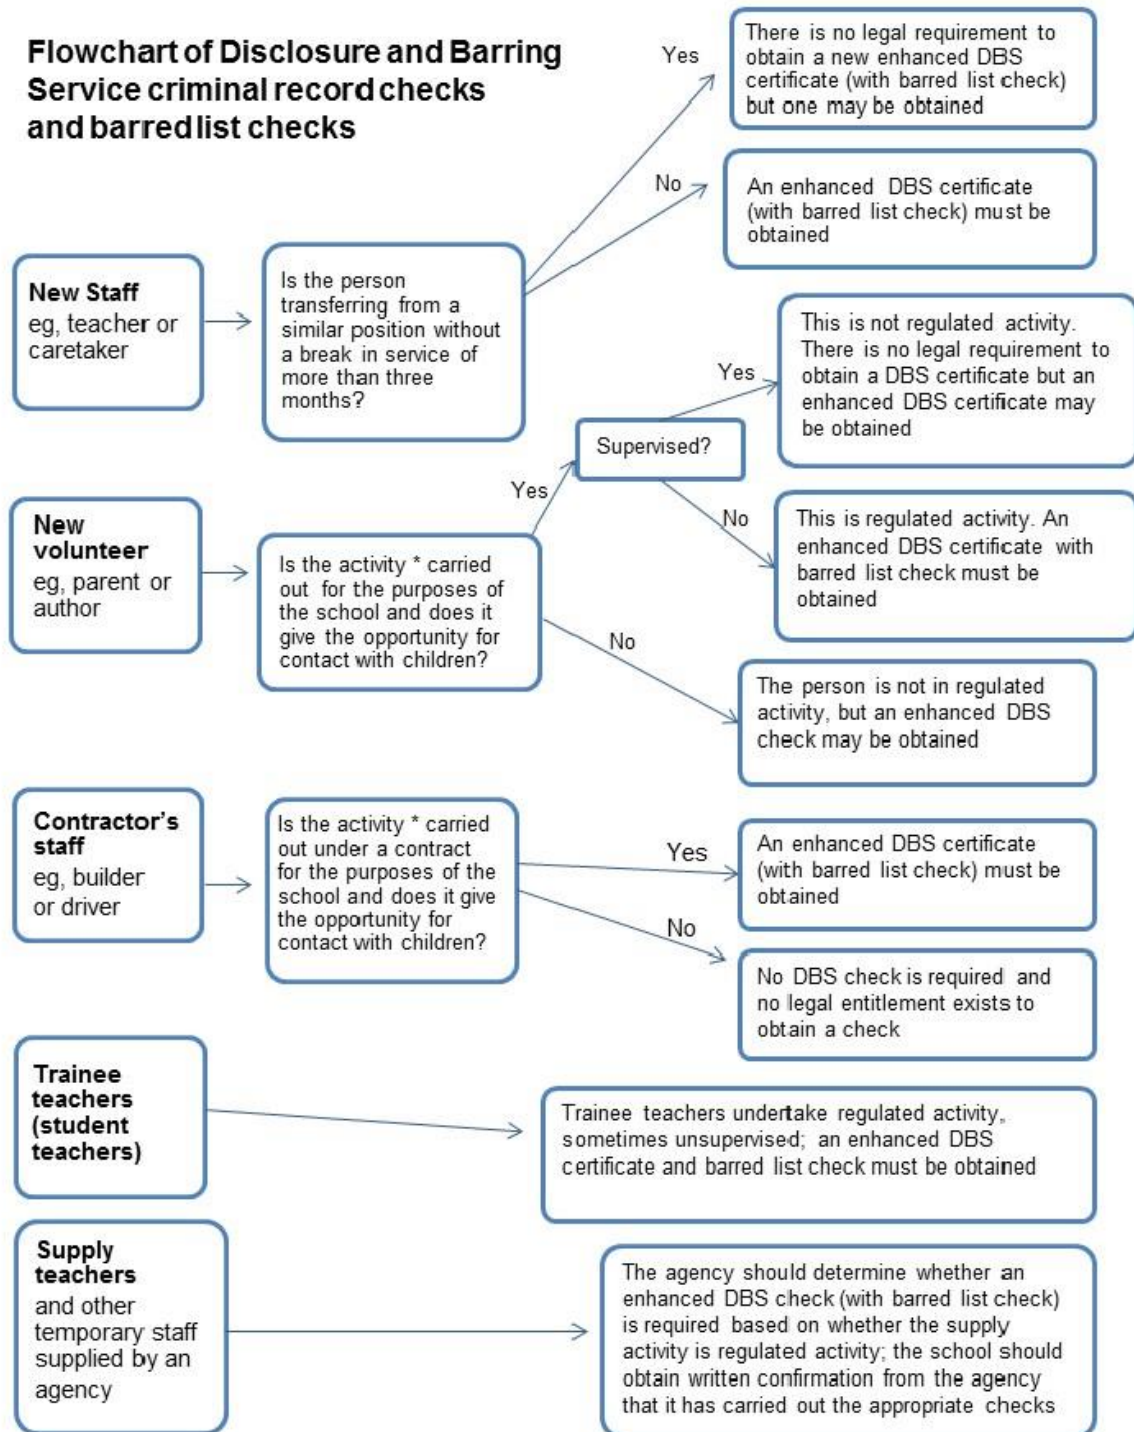 Flowchart of Disclosure and Barring
Service criminal record checks
and barred list checks
New Staff
eg, teacher or
caretaker
Is the person
transferring from a
similar position without
a break in service of
more than three
months?
Yes
There is no legal requirement to
obtain a new enhanced DBS
certificate (with barred list check)
but one may be obtained
No
An enhanced DBS certificate
(with barred list check) must be
obtained
New
volunteer
eg, parent or
author
Is the activity * carried
out for the purposes of
the school and does it
give the opportunity for
contact with children?
Yes
Supervised?
Yes
This is not regulated activity.
There is no legal requirement to
obtain a DBS certificate but an
enhanced DBS certificate may
be obtained
No
This is regulated activity. An
enhanced DBS certificate with
barred list check must be
obtained
No
The person is not in regulated
activity, but an enhanced DBS
check may be obtained
Contractor's
staff
eg, builder
or driver
Is the activity * carried
out under a contract
for the purposes of the
school and does it give
the opportunity for
contact with children?
Yes
An enhanced DBS certificate
(with barred list check) must be
obtained
No
No DBS check is required and
no legal entitlement exists to
obtain a check
Trainee
teachers
(student
teachers)
Trainee teachers undertake regulated activity,
sometimes unsupervised; an enhanced DBS
certificate and barred list check must be obtained
Supply
teachers
and other
temporary staff
supplied by an
agency
The agency should determine whether an
enhanced DBS check (with barred list check)
is required based on whether the supply
activity is regulated activity; the school should
obtain written confirmation from the agency
that it has carried out the appropriate checks